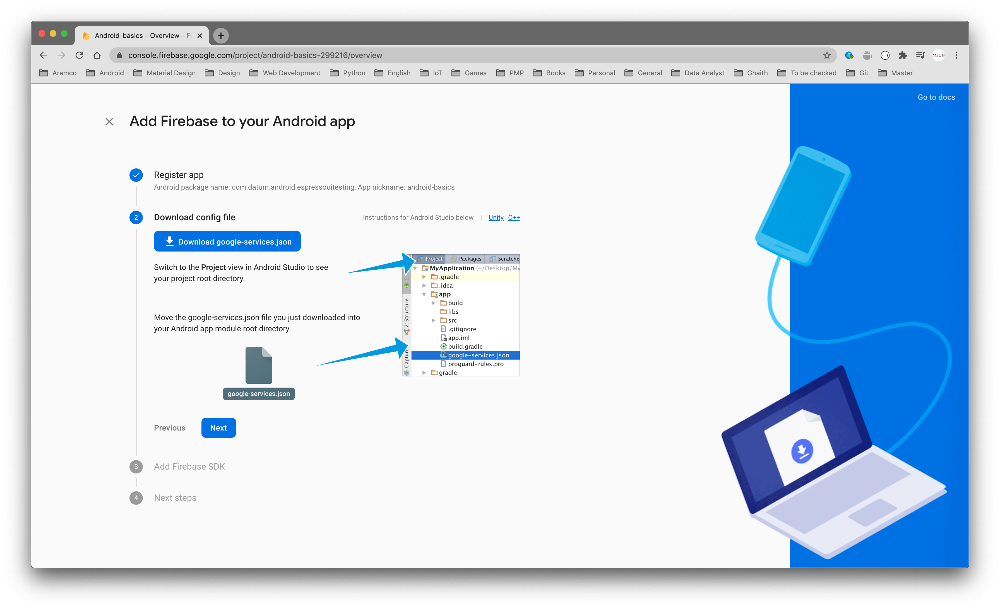 Android-basics – Overview – Fi
console.firebase.google.com/project/android-basics-299216/overview
DATUM
Aramco Android Material Design Design Web Development Python English IoT Games PMP Books Personal General Data Analyst Ghaith To be checked Git Master
Go to docs
Add Firebase to your Android app
Register app
Android package name: com.datum.android.espressouitesting, App nickname: android-basics
2 Download config file
Instructions for Android Studio below | Unity C++
Download google-services.json
Switch to the Project view in Android Studio to see
your project root directory.
Move the google-services.json file you just downloaded into
your Android app module root directory.
google-services.json
Project Packages Scratches
MyApplication (~/Desktop/My
.gradle
.idea
app
build
libs
src
.gitignore
app.iml
build.gradle
JSON google-services.json
proguard-rules.pro
gradle
1:
7: Structure
Captures
Previous Next
3 Add Firebase SDK
4 Next steps